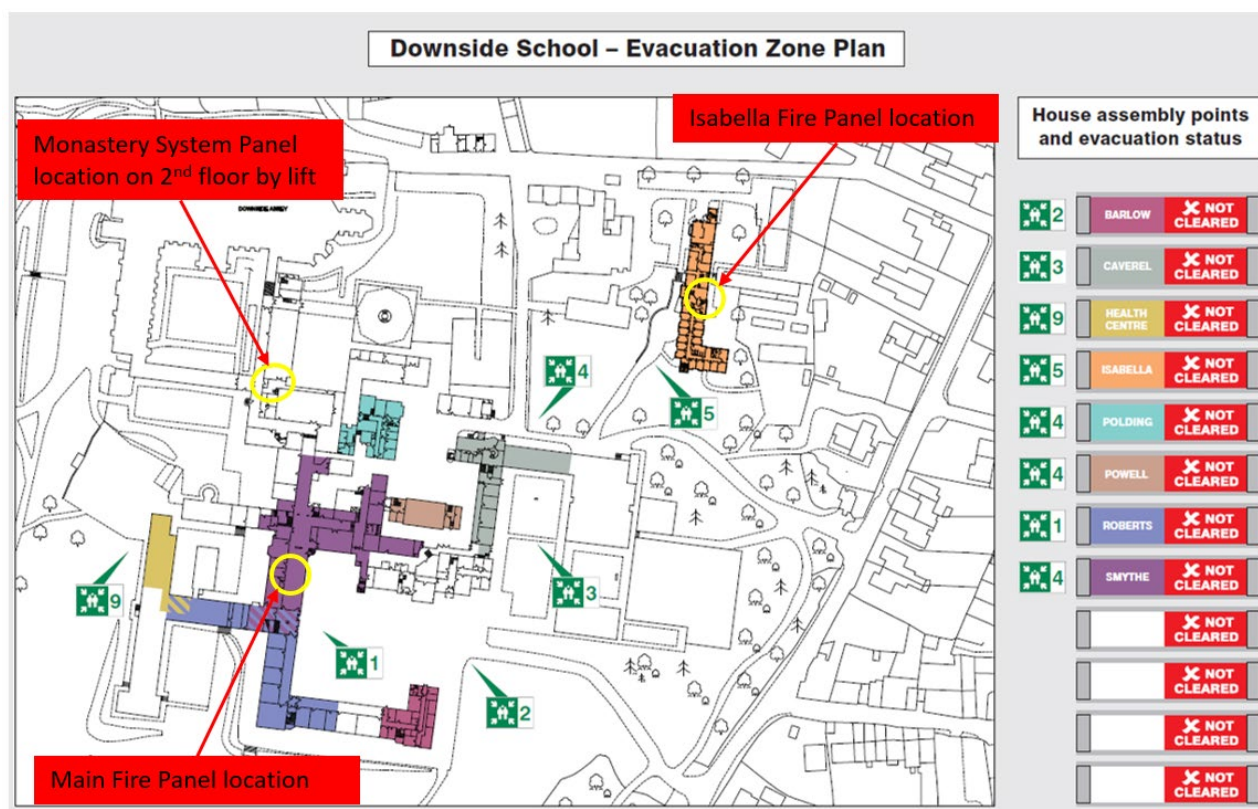 Downside School – Evacuation Zone Plan
Monastery System Panel
location on 2nd floor by lift
Isabella Fire Panel location
DOWNSIDE ABBEY
4
5
9
3
1
2
Main Fire Panel location
House assembly points
and evacuation status
2 BARLOW NOT
CLEARED
3 CAVEREL NOT
CLEARED
9 HEALTH
CENTRE NOT
CLEARED
5 ISABELLA NOT
CLEARED
4 POLDING NOT
CLEARED
4 POWELL NOT
CLEARED
1 ROBERTS NOT
CLEARED
4 SMYTHE NOT
CLEARED
NOT
CLEARED
NOT
CLEARED
NOT
CLEARED
NOT
CLEARED